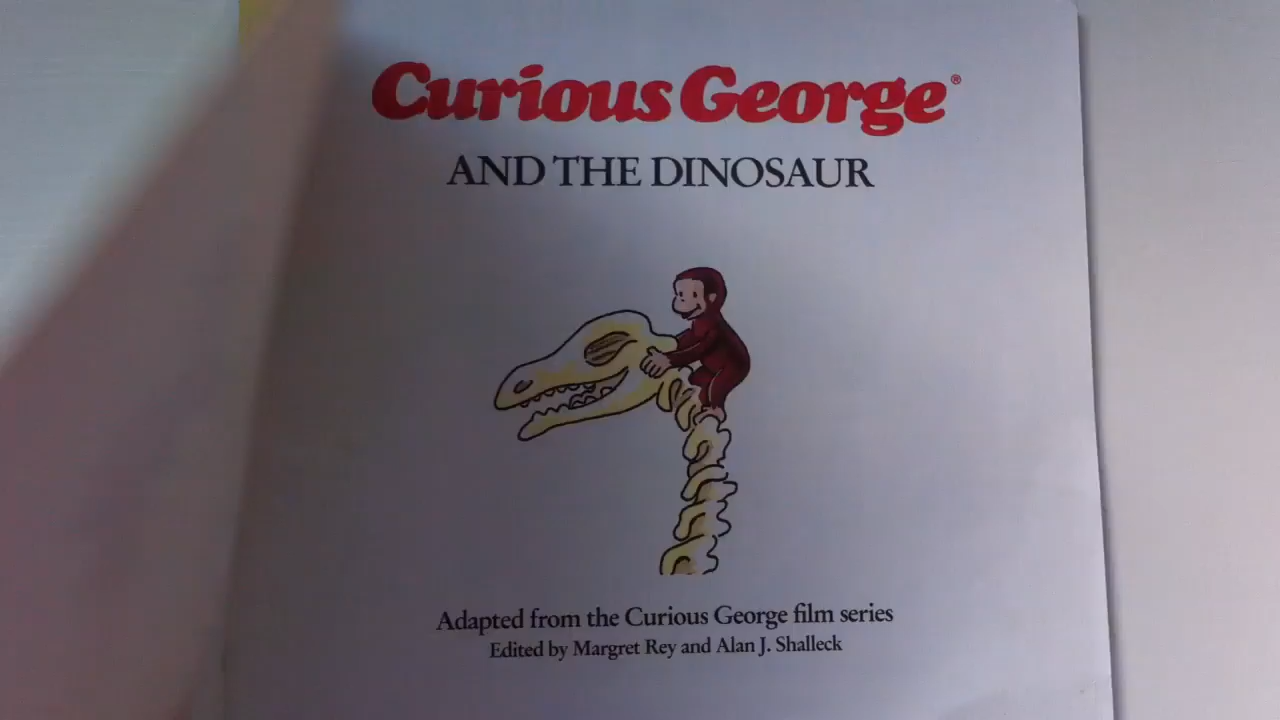 Curious George®
AND THE DINOSAUR
Adapted from the Curious George film series
Edited by Margret Rey and Alan J. Shalleck